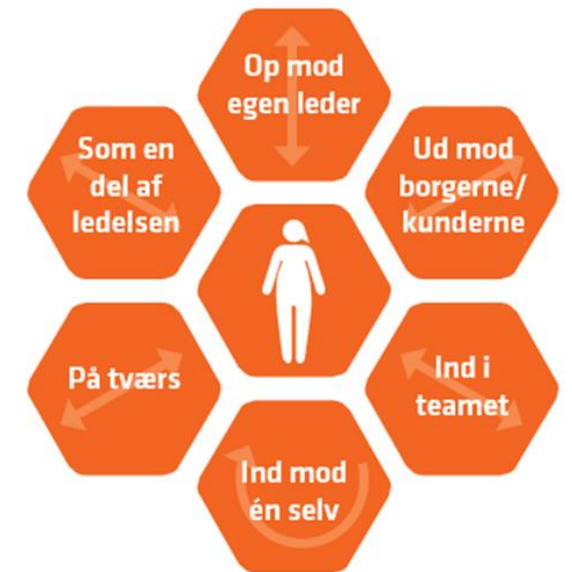 Op mod
egen leder
Som en
del af
ledelsen
Ud mod
borgerne/
kunderne
På tværs
Ind i
teamet
Ind mod
én selv